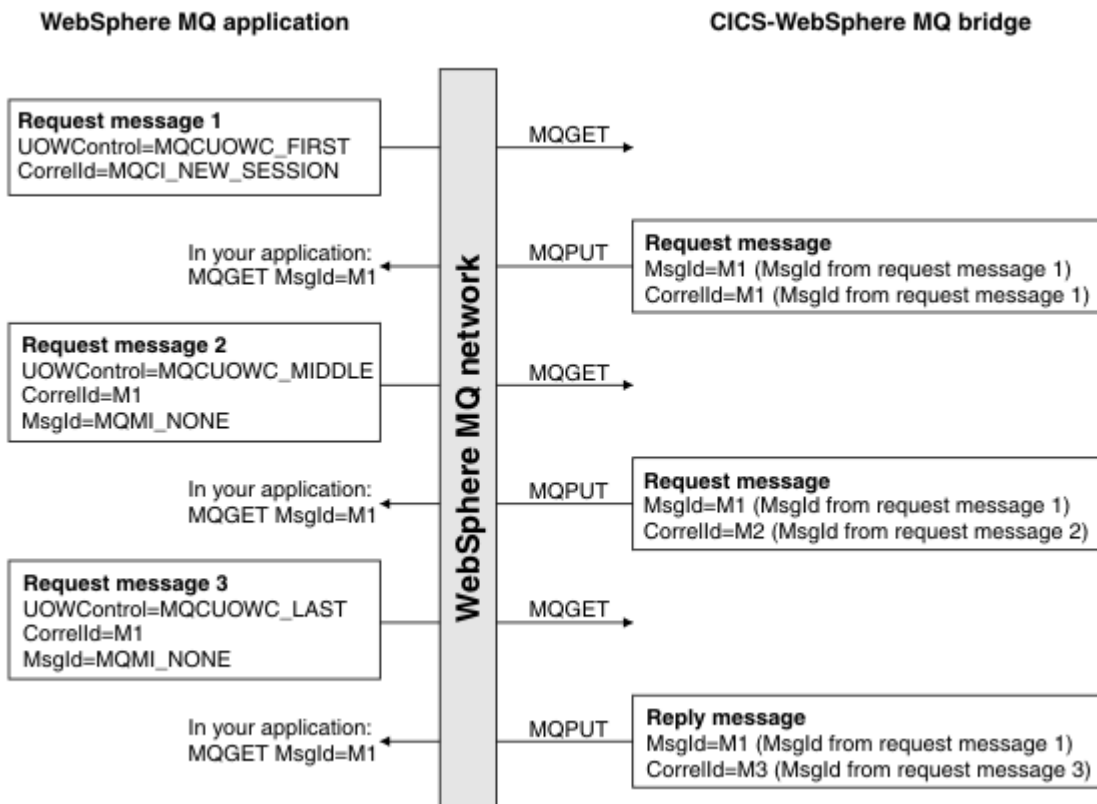 WebSphere MQ application
CICS-WebSphere MQ bridge
Request message 1
UOWControl=MQCUOWC_FIRST
CorrelId=MQCI_NEW_SESSION
MQGET
In your application:
MQGET MsgId=M1
MQPUT
Request message
MsgId=M1 (MsgId from request message 1)
CorrelId=M1 (MsgId from request message 1)
Request message 2
UOWControl=MQCUOWC_MIDDLE
CorrelId=M1
MsgId=MQMI_NONE
MQGET
WebSphere MQ network
In your application:
MQGET MsgId=M1
MQPUT
Request message
MsgId=M1 (MsgId from request message 1)
CorrelId=M2 (MsgId from request message 2)
Request message 3
UOWControl=MQCUOWC_LAST
CorrelId=M1
MsgId=MQMI_NONE
MQGET
In your application:
MQGET MsgId=M1
MQPUT
Reply message
MsgId=M1 (MsgId from request message 1)
CorrelId=M3 (MsgId from request message 3)